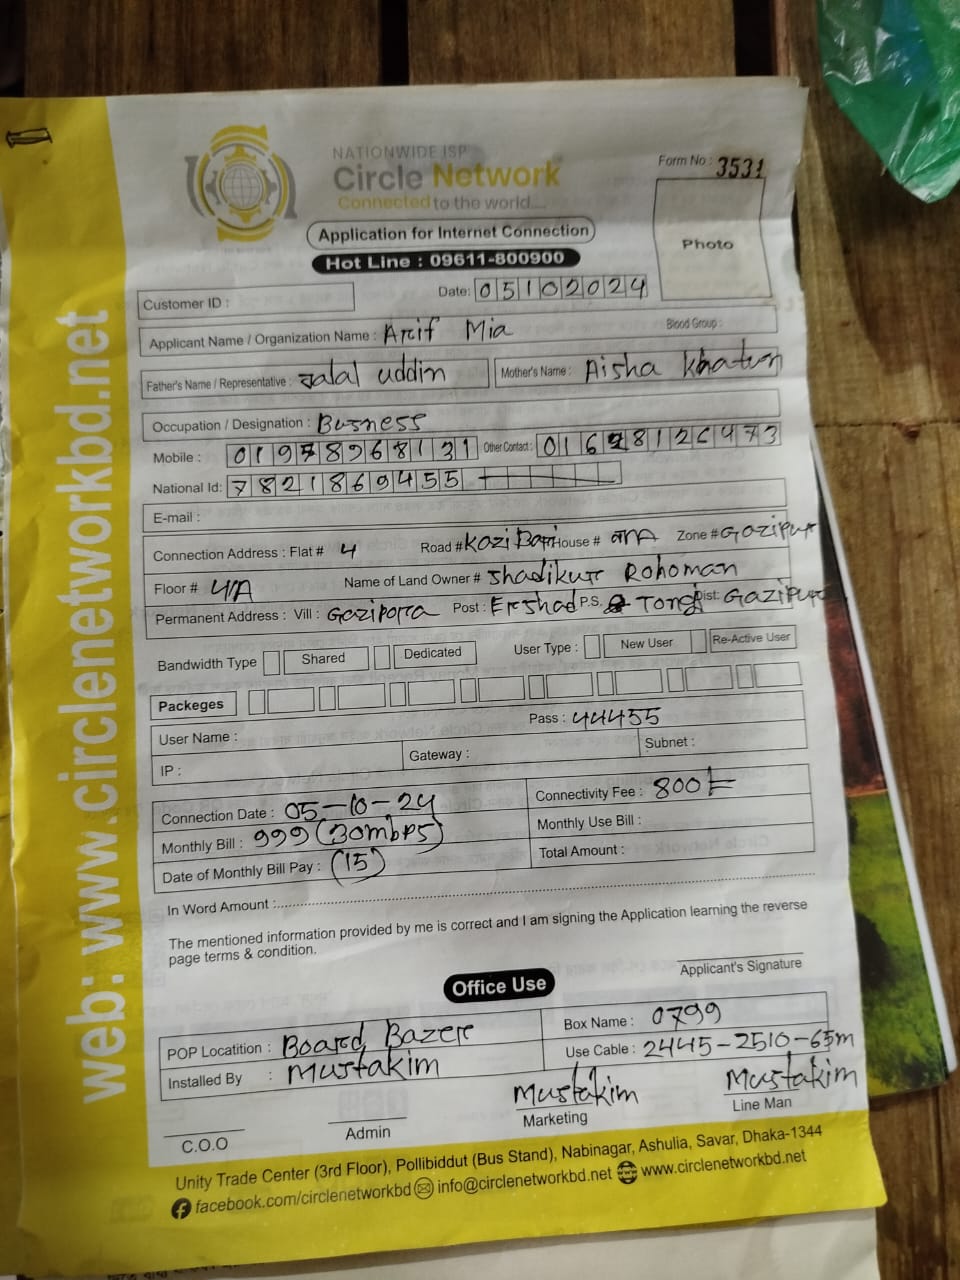 NATIONWIDE ISP
Circle Network
Connected to the world....
Form No : 3531
Photo
Application for Internet Connection
Hot Line : 09611-800900
Customer ID :
Date: 05102024
Applicant Name / Organization Name : Arif Mia
Blood Group :
Father's Name / Representative : Jalal uddin Mother's Name : Aisha Khatun
Occupation / Designation : Busness
Mobile : 01978968131 Other Contact :
National Id: 7821869455
E-mail :
Connection Address : Flat # 4 Road # Kazi Bari House # Zone # Gazipur
Floor # 4/A Name of Land Owner # Shadikur Rohoman
Permanent Address : Vill : Gazipora Post : Ershad P.S. Tongi Dist: Gazipur
Bandwidth Type Shared Dedicated User Type : New User Re-Active User
Packeges
User Name : Pass : 44455
IP : Gateway : Subnet :
Connection Date : 05-10-24 Connectivity Fee : 800/=
Monthly Bill : 999 (30mbps) Monthly Use Bill :
Date of Monthly Bill Pay : (15) Total Amount :
In Word Amount :
The mentioned information provided by me is correct and I am signing the Application learning the reverse
page terms & condition.
Applicant's Signature
Office Use
POP Locatition : Board Bazer Box Name : 0799
Installed By : Mustakim Use Cable : 2445-2510-65m
Mustakim Mustakim
C.O.O Admin Marketing Line Man
Unity Trade Center (3rd Floor), Pollibiddut (Bus Stand), Nabinagar, Ashulia, Savar, Dhaka-1344
facebook.com/circlenetworkbd info@circlenetworkbd.net www.circlenetworkbd.net
web: www.circlenetworkbd.net